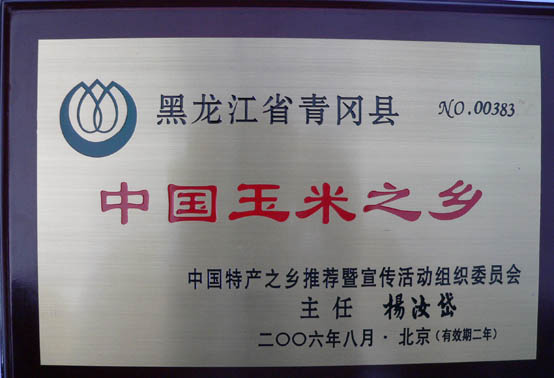 黑龙江省青冈县 NO.00383
中国玉米之乡
中国特产之乡推荐暨宣传活动组织委员会
主任 楊汝岱
二〇〇六年八月·北京(有效期二年)